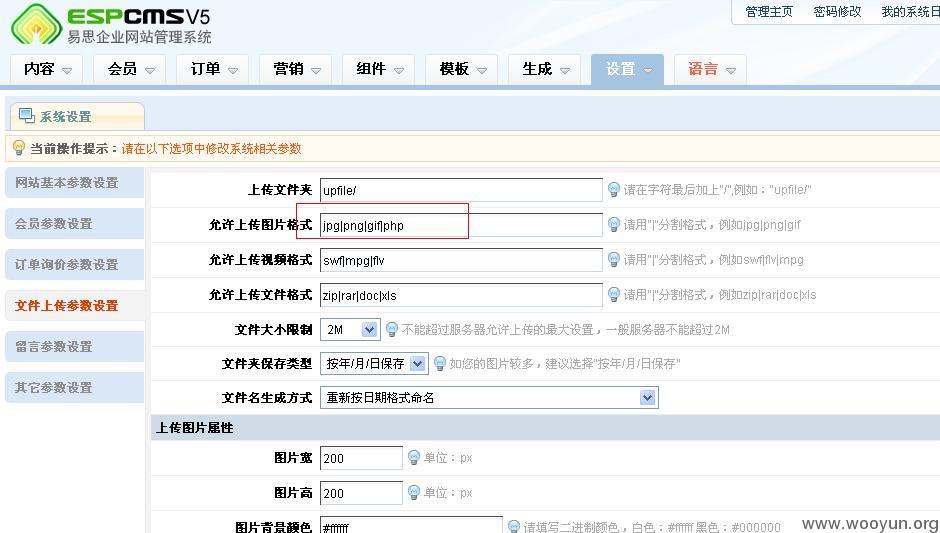 ESPCMS V5
易思企业网站管理系统
管理主页 密码修改 我的系统日
内容 会员 订单 营销 组件 模板 生成 设置 语言
系统设置
当前操作提示：请在以下选项中修改系统相关参数
网站基本参数设置
会员参数设置
订单询价参数设置
文件上传参数设置
留言参数设置
其它参数设置
上传文件夹 upfile/ 请在字符最后加上"/",例如："upfile/"
允许上传图片格式 jpg|png|gif|php 请用"|"分割格式，例如jpg|png|gif
允许上传视频格式 swf|mpg|flv 请用"|"分割格式，例如swf|flv|mpg
允许上传文件格式 zip|rar|doc|xls 请用"|"分割格式，例如zip|rar|doc|xls
文件大小限制 2M 不能超过服务器允许上传的最大设置，一般服务器不能超过2M
文件夹保存类型 按年/月/日保存 如您的图片较多，建议选择"按年/月/日保存"
文件名生成方式 重新按日期格式命名
上传图片属性
图片宽 200 单位：px
图片高 200 单位：px
图片背景颜色 #ffffff 请填写二进制颜色，白色：#ffffff 黑色：#000000
www.wooyun.org